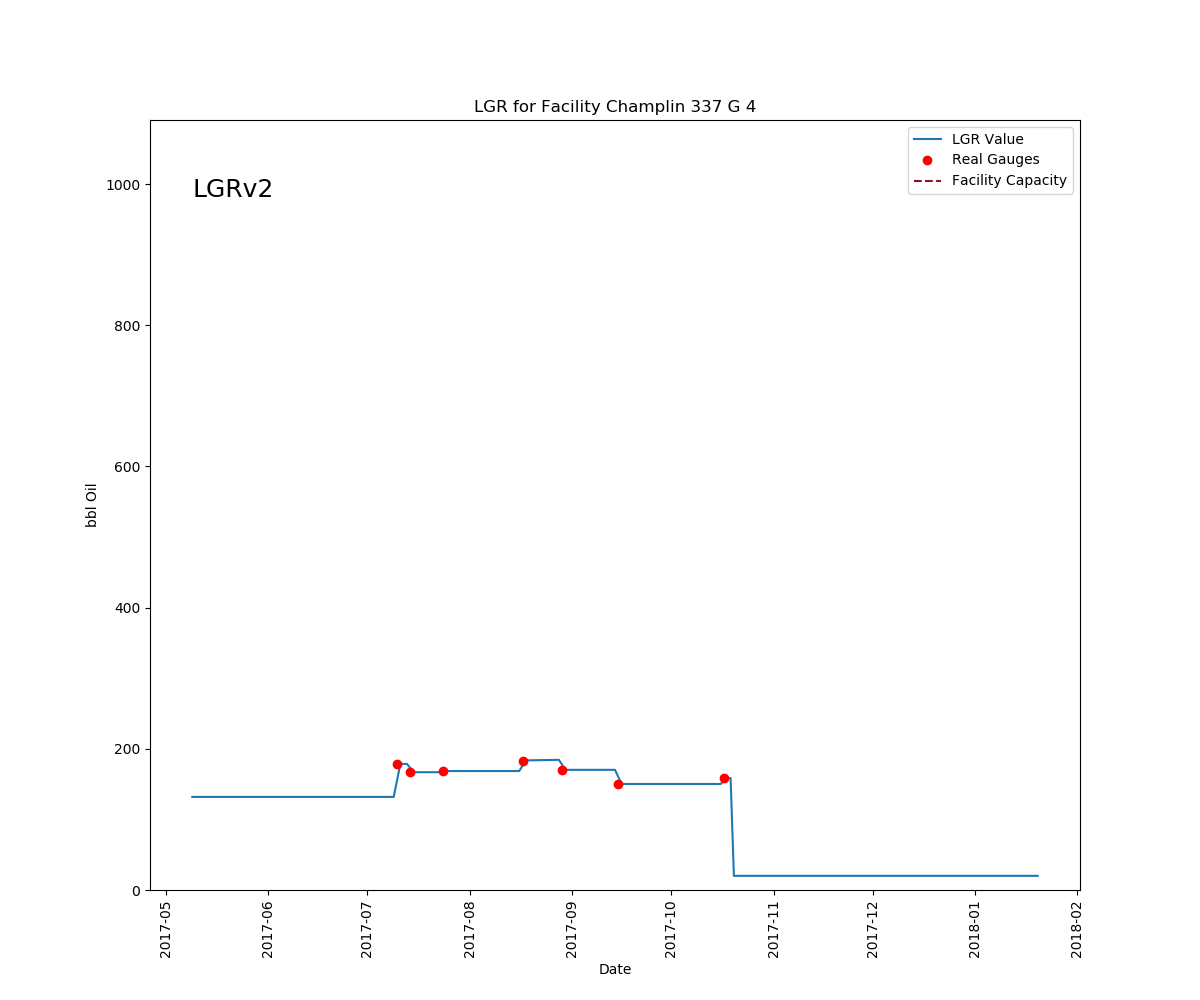 LGR for Facility Champlin 337 G 4
LGR Value
Real Gauges
Facility Capacity
LGRv2
bbl Oil
1000
800
600
400
200
0
2017-05
2017-06
2017-07
2017-08
2017-09
2017-10
2017-11
2017-12
2018-01
2018-02
Date